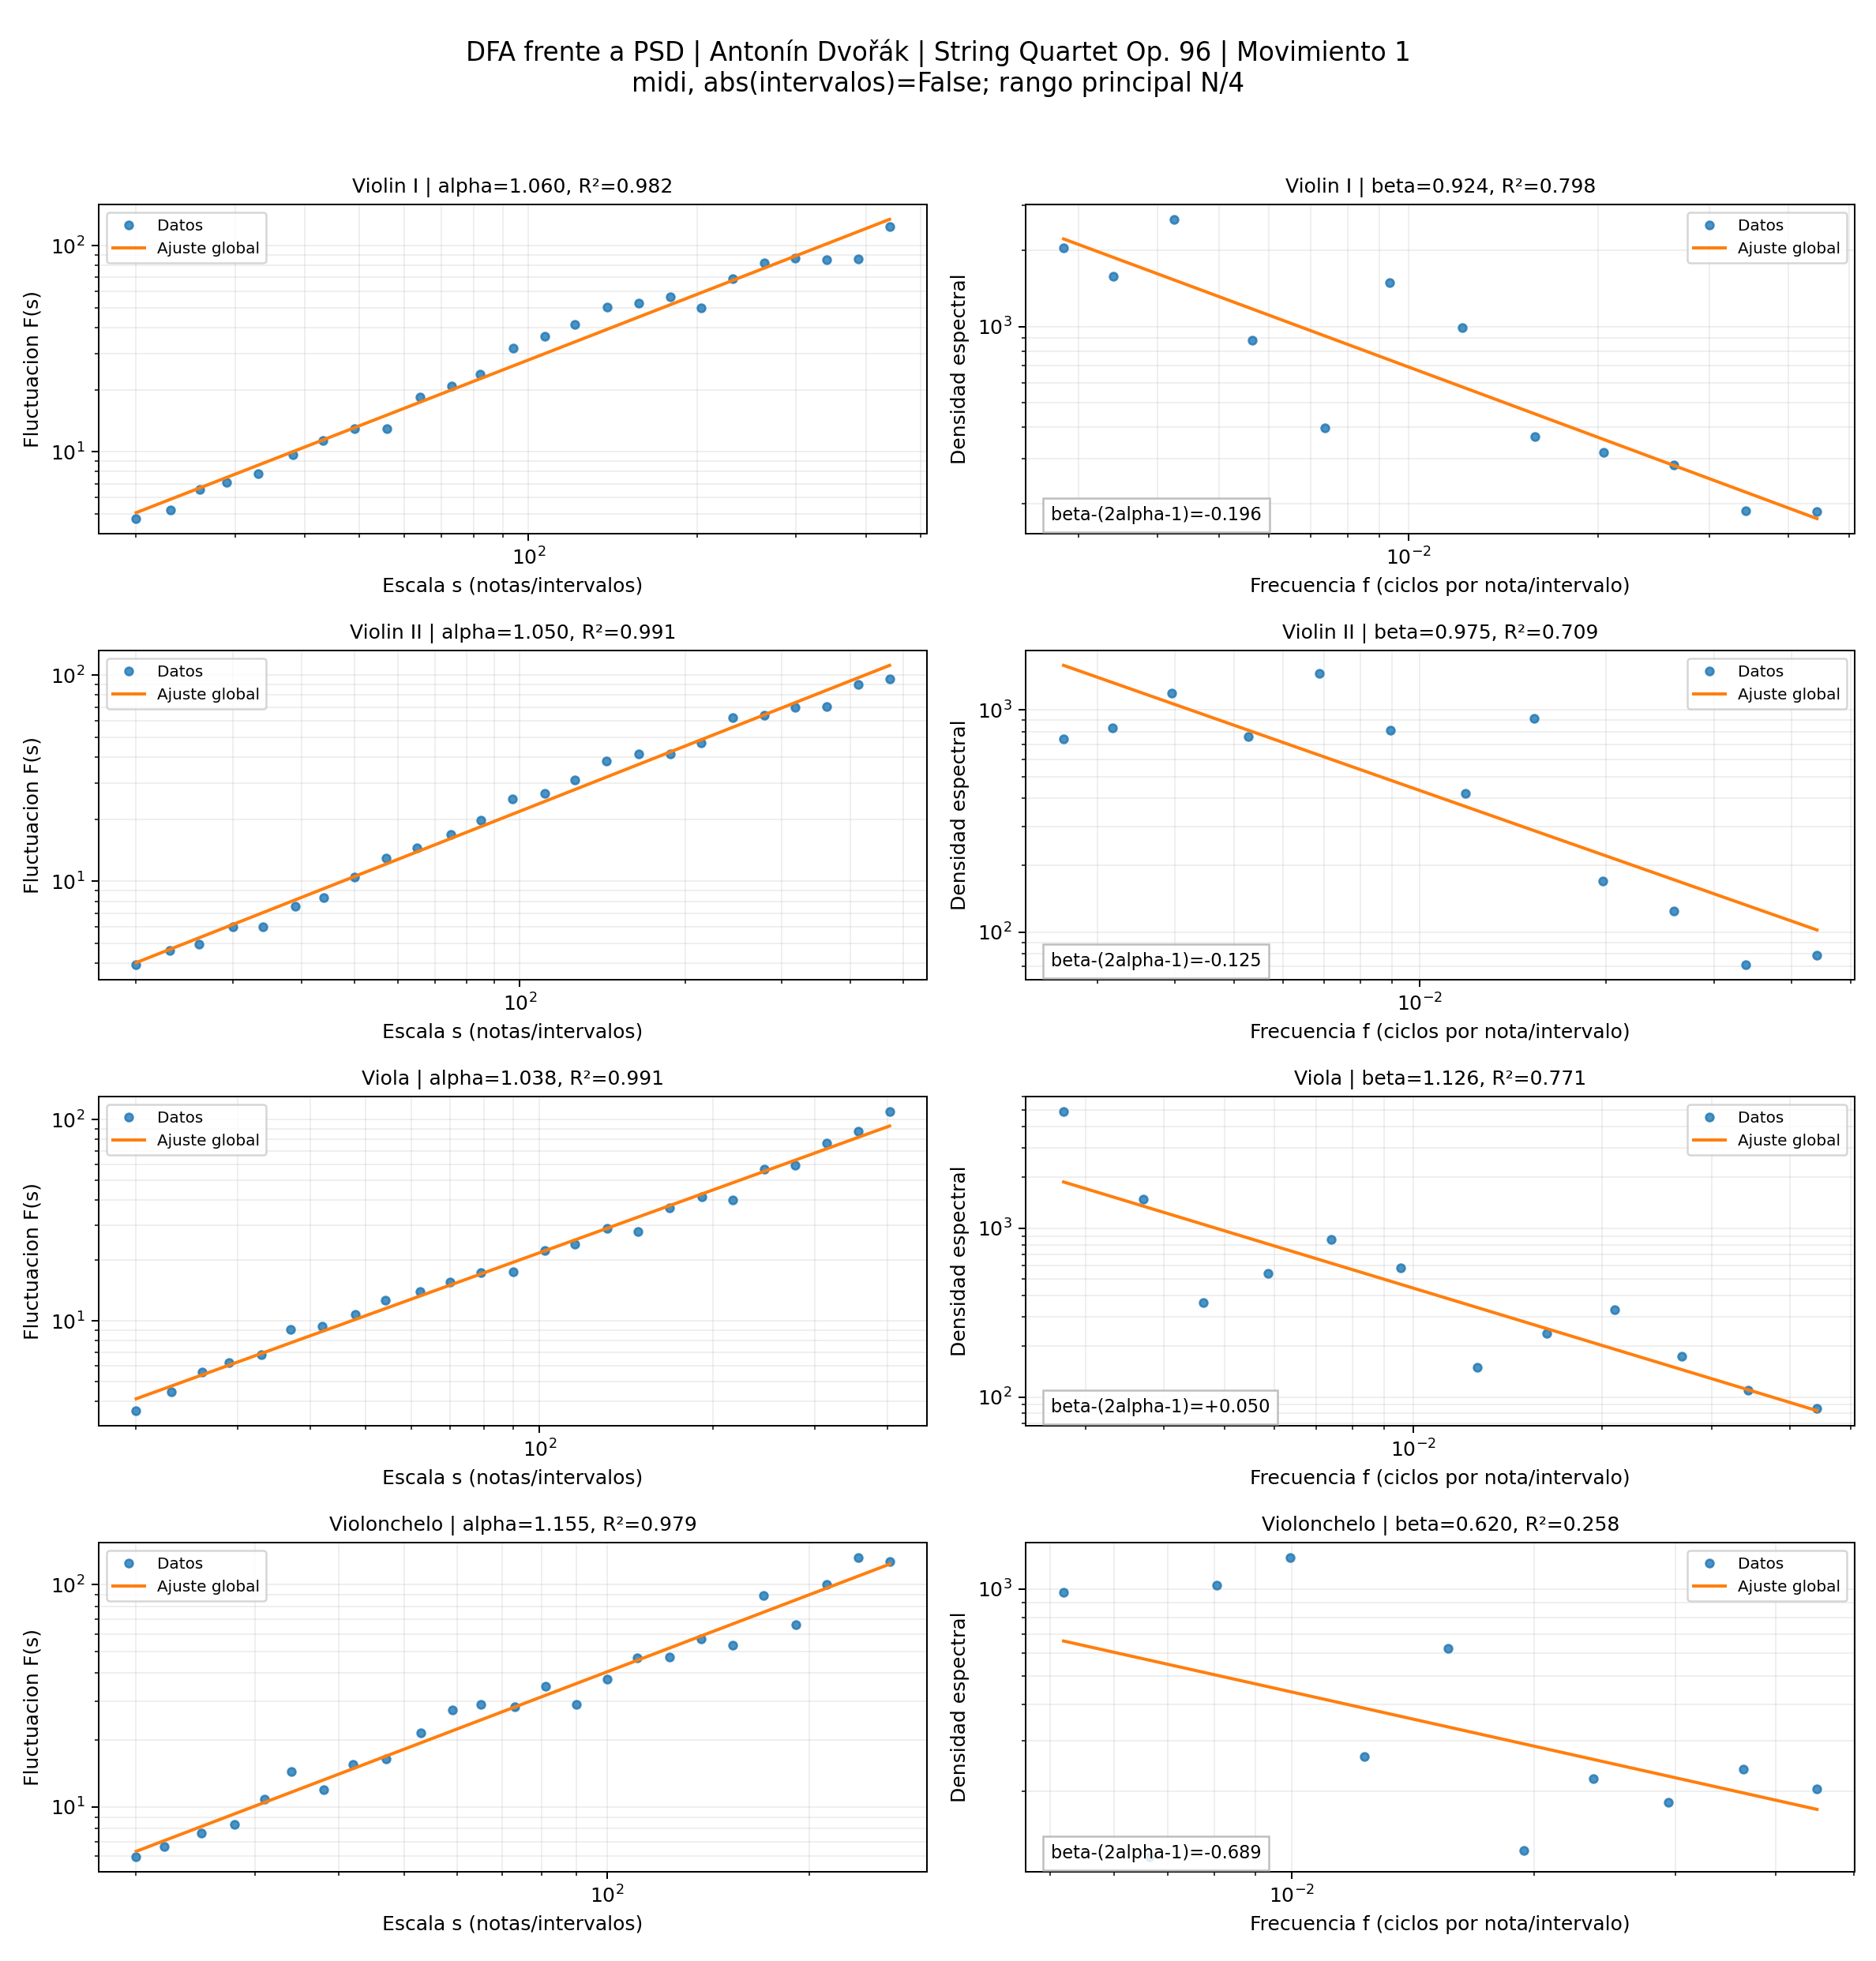 DFA frente a PSD | Antonín Dvořák | String Quartet Op. 96 | Movimiento 1
midi, abs(intervalos)=False; rango principal N/4
Violin I | alpha=1.060, R²=0.982
Datos
Ajuste global
10²
10¹
Fluctuacion F(s)
10²
Escala s (notas/intervalos)
Violin I | beta=0.924, R²=0.798
Datos
Ajuste global
10³
Densidad espectral
beta-(2alpha-1)=-0.196
10⁻²
Frecuencia f (ciclos por nota/intervalo)
Violin II | alpha=1.050, R²=0.991
Datos
Ajuste global
10²
10¹
Fluctuacion F(s)
10²
Escala s (notas/intervalos)
Violin II | beta=0.975, R²=0.709
Datos
Ajuste global
10³
10²
Densidad espectral
beta-(2alpha-1)=-0.125
10⁻²
Frecuencia f (ciclos por nota/intervalo)
Viola | alpha=1.038, R²=0.991
Datos
Ajuste global
10²
10¹
Fluctuacion F(s)
10²
Escala s (notas/intervalos)
Viola | beta=1.126, R²=0.771
Datos
Ajuste global
10³
10²
Densidad espectral
beta-(2alpha-1)=+0.050
10⁻²
Frecuencia f (ciclos por nota/intervalo)
Violonchelo | alpha=1.155, R²=0.979
Datos
Ajuste global
10²
10¹
Fluctuacion F(s)
10²
Escala s (notas/intervalos)
Violonchelo | beta=0.620, R²=0.258
Datos
Ajuste global
10³
Densidad espectral
beta-(2alpha-1)=-0.689
10⁻²
Frecuencia f (ciclos por nota/intervalo)